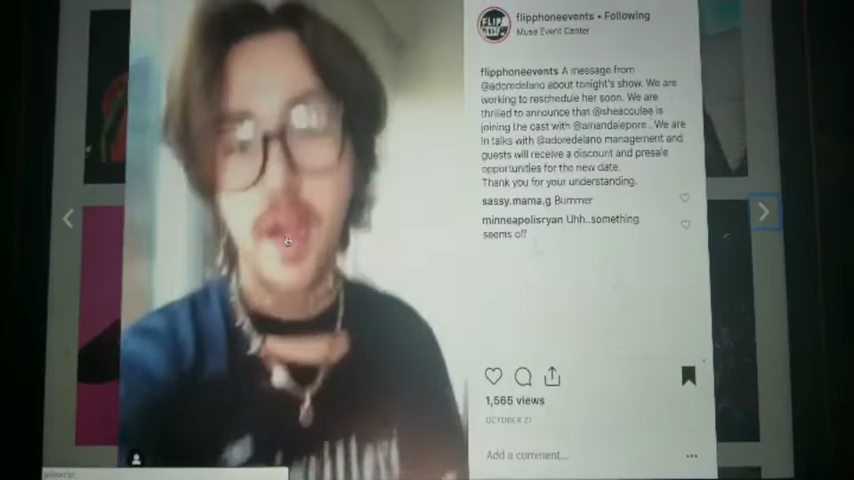 flipphoneevents • Following
Muse Event Center
flipphoneevents A message from
@adoredelano about tonight's show. We are
working to reschedule her soon. We are
thrilled to announce that @sheacoulee is
joining the cast with @amandalepore . We are
in talks with @adoredelano management and
guests will receive a discount and presale
opportunities for the new date.
Thank you for your understanding.
sassy.mama.g Bummer
minneapolisryan Uhh..something
seems off
1,565 views
OCTOBER 27
Add a comment...